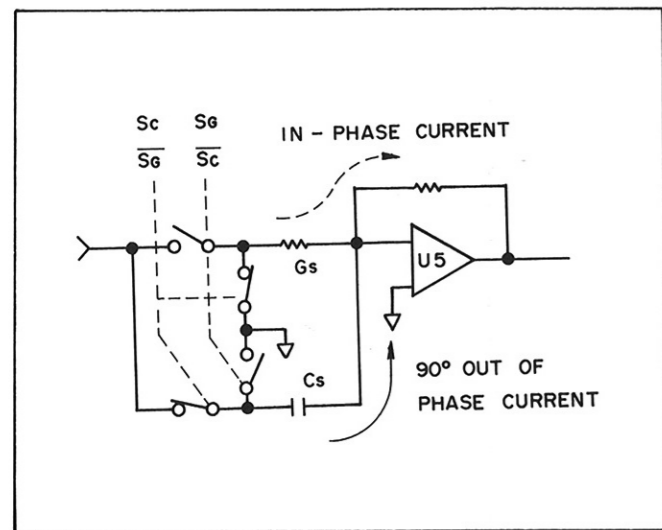 Sc SG
SG Sc
IN - PHASE CURRENT
Gs
U5
Cs
90° OUT OF
PHASE CURRENT